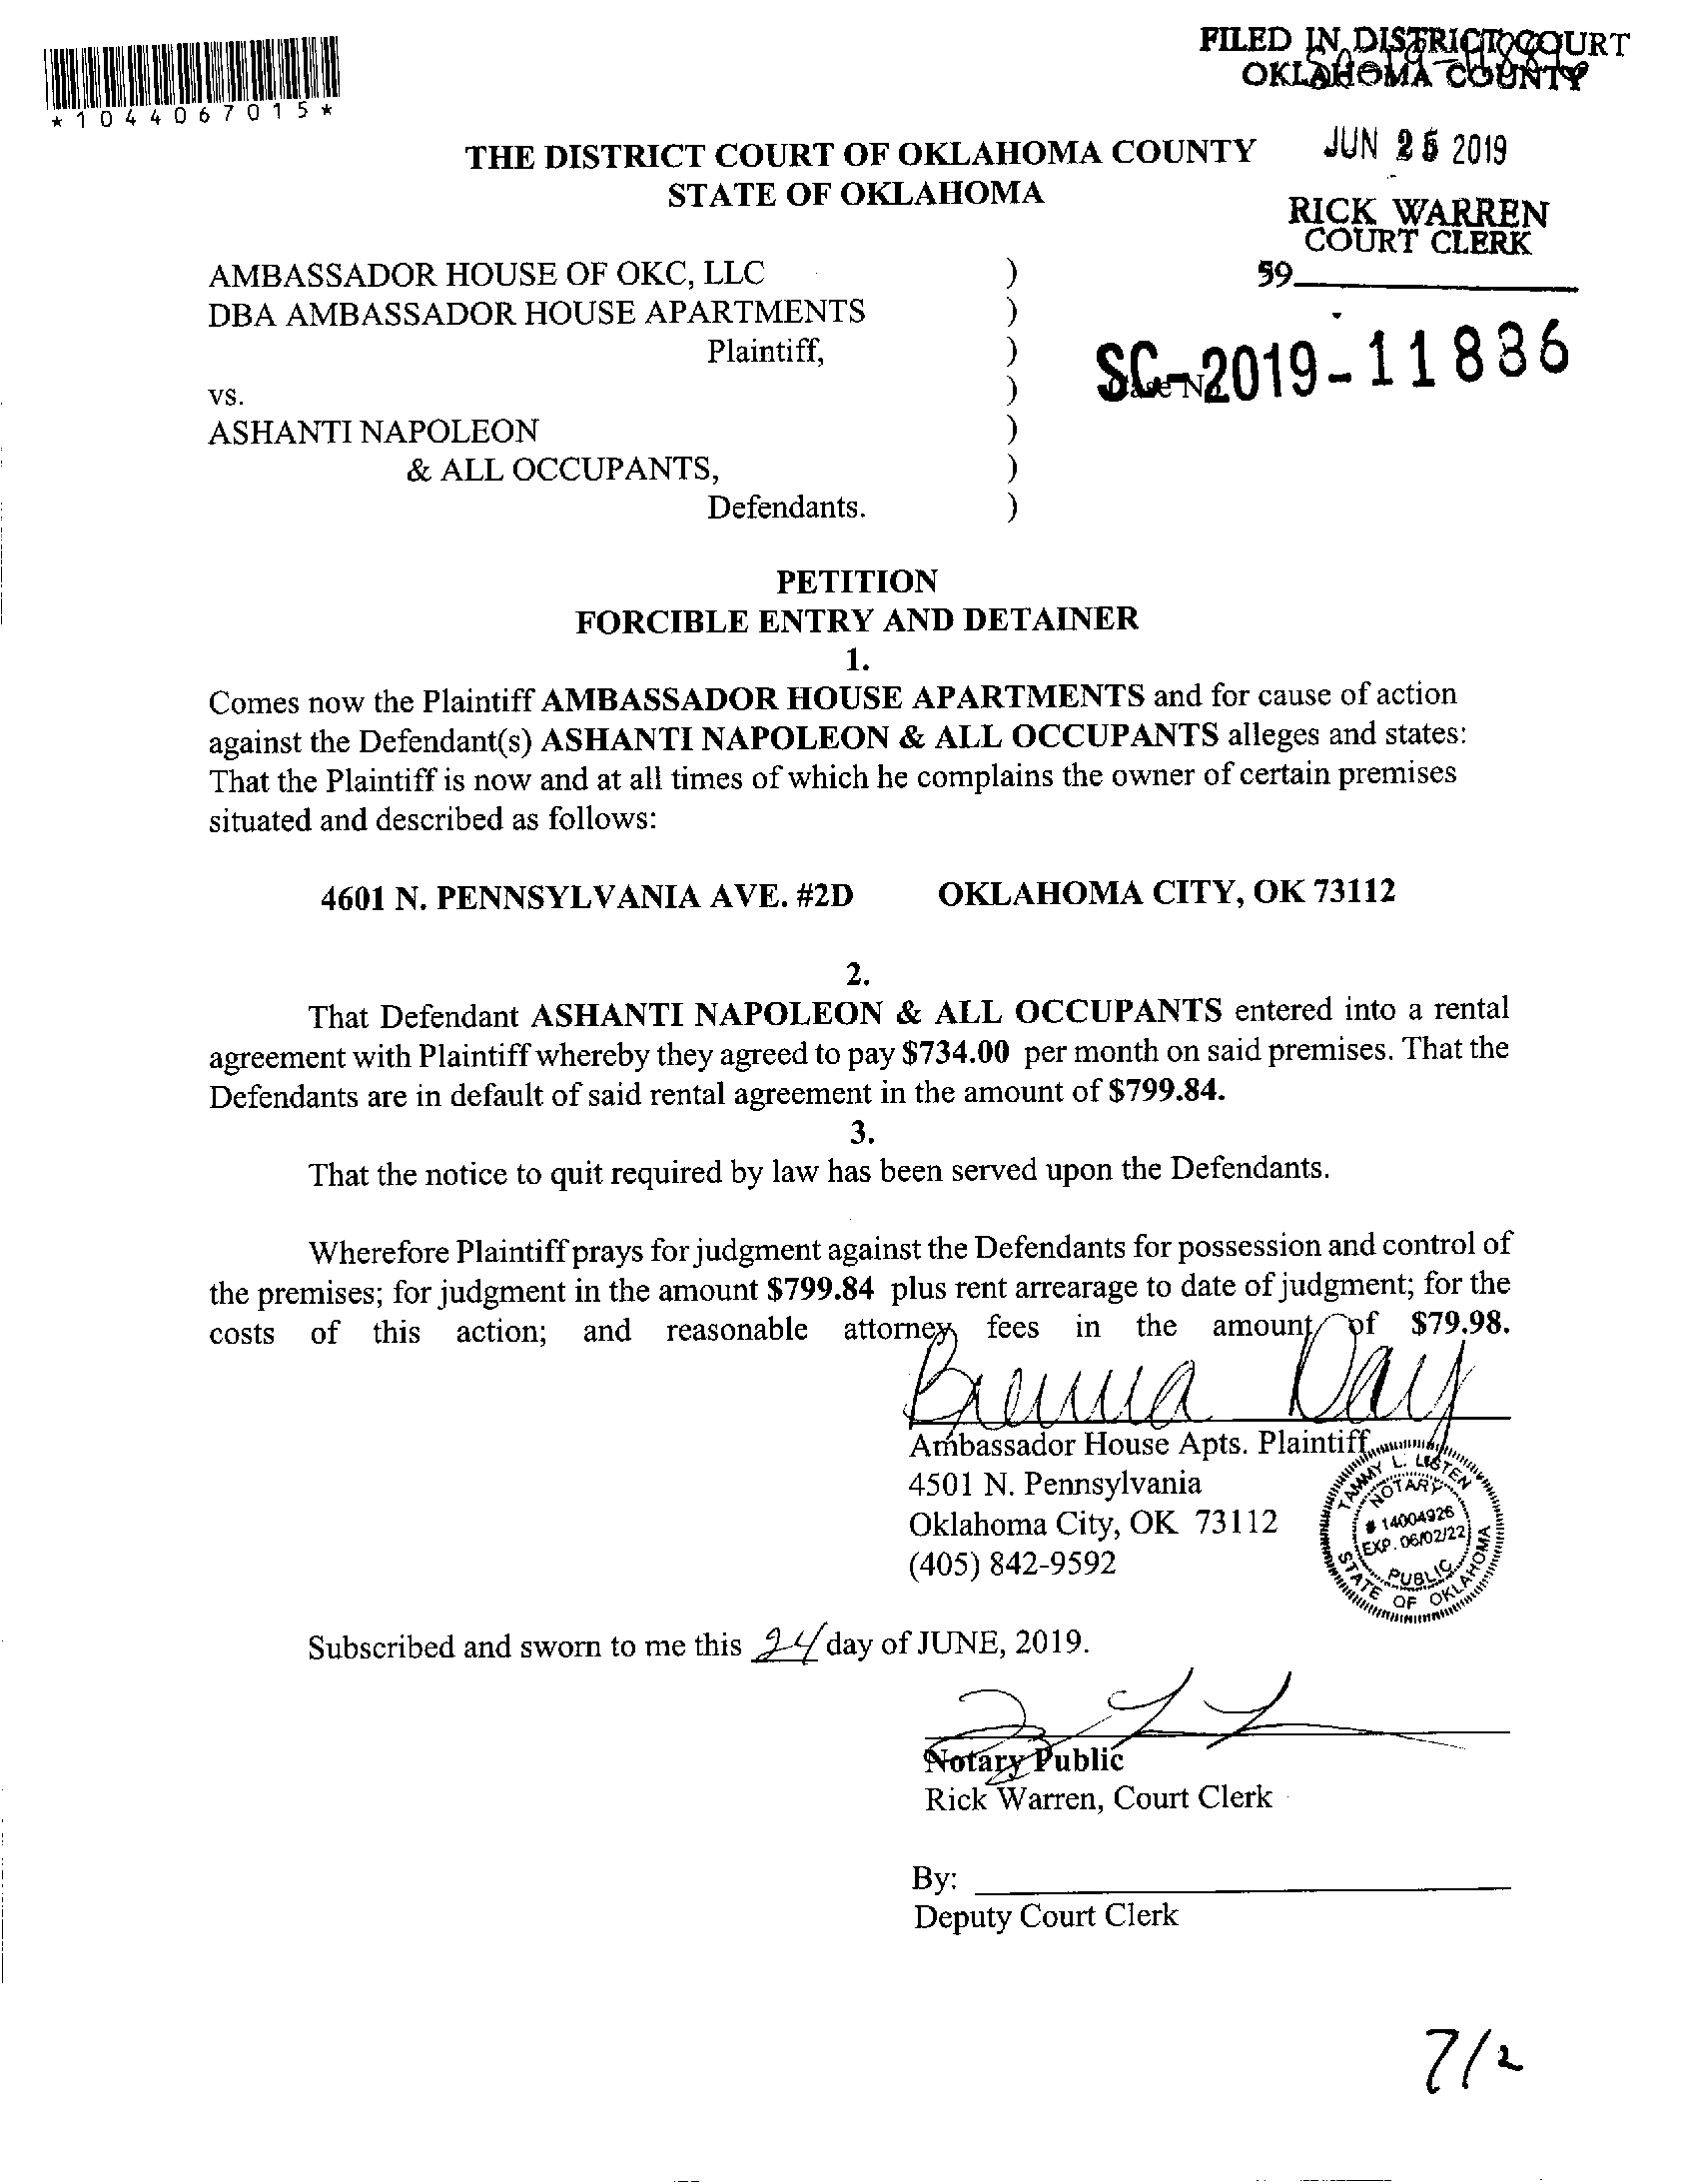 FILED IN DISTRICT COURT
OKLAHOMA COUNTY
*1044067015*
JUN 25 2019
THE DISTRICT COURT OF OKLAHOMA COUNTY
STATE OF OKLAHOMA
RICK WARREN
COURT CLERK
59
AMBASSADOR HOUSE OF OKC, LLC )
DBA AMBASSADOR HOUSE APARTMENTS )
Plaintiff, )
SC-2019-11886
Case No.
vs. )
ASHANTI NAPOLEON )
& ALL OCCUPANTS, )
Defendants. )
PETITION
FORCIBLE ENTRY AND DETAINER
1.
Comes now the Plaintiff AMBASSADOR HOUSE APARTMENTS and for cause of action
against the Defendant(s) ASHANTI NAPOLEON & ALL OCCUPANTS alleges and states:
That the Plaintiff is now and at all times of which he complains the owner of certain premises
situated and described as follows:
4601 N. PENNSYLVANIA AVE. #2D OKLAHOMA CITY, OK 73112
2.
That Defendant ASHANTI NAPOLEON & ALL OCCUPANTS entered into a rental
agreement with Plaintiff whereby they agreed to pay $734.00 per month on said premises. That the
Defendants are in default of said rental agreement in the amount of $799.84.
3.
That the notice to quit required by law has been served upon the Defendants.
Wherefore Plaintiff prays for judgment against the Defendants for possession and control of
the premises; for judgment in the amount $799.84 plus rent arrearage to date of judgment; for the
costs of this action; and reasonable attorney fees in the amount of $79.98.
Day
Ambassador House Apts. Plaintiff
4501 N. Pennsylvania
Oklahoma City, OK 73112
(405) 842-9592
TAMMY L. LISTEN
NOTARY
# 14004926
EXP. 06/02/22
PUBLIC
STATE OF OKLAHOMA
Subscribed and sworn to me this 24 day of JUNE, 2019.
Notary Public
Rick Warren, Court Clerk
By:
Deputy Court Clerk
7/2